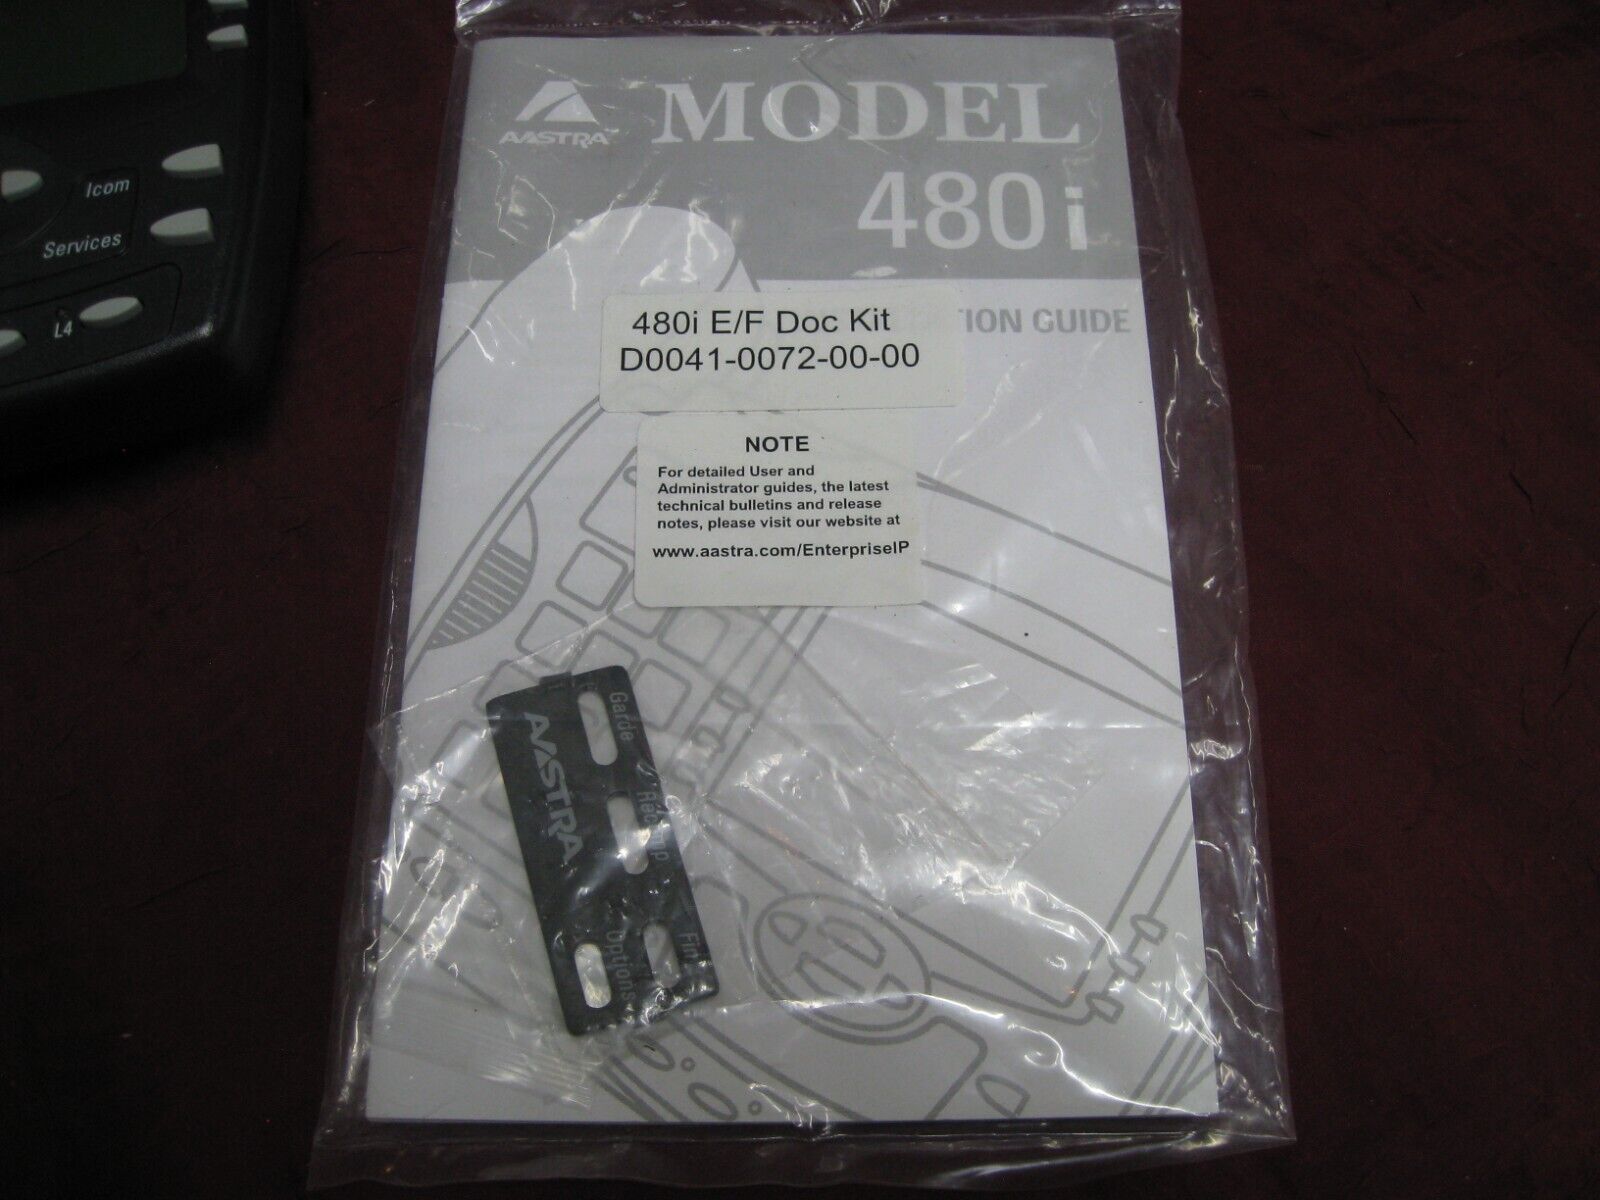 AASTRA
MODEL
480i
TION GUIDE
480i E/F Doc Kit
D0041-0072-00-00
NOTE
For detailed User and
Administrator guides, the latest
technical bulletins and release
notes, please visit our website at
www.aastra.com/EnterpriseIP
Icom
Services
L4
AASTRA
Garde
Récomp
Fin
Options